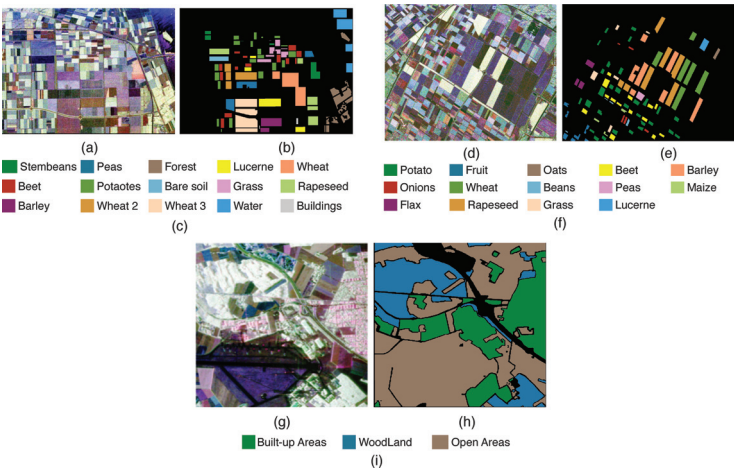 (a) (b)
Stembeans Peas Forest Lucerne Wheat
Beet Potaotes Bare soil Grass Rapeseed
Barley Wheat 2 Wheat 3 Water Buildings
(c)
(d) (e)
Potato Fruit Oats Beet Barley
Onions Wheat Beans Peas Maize
Flax Rapeseed Grass Lucerne
(f)
(g) (h)
Built-up Areas WoodLand Open Areas
(i)